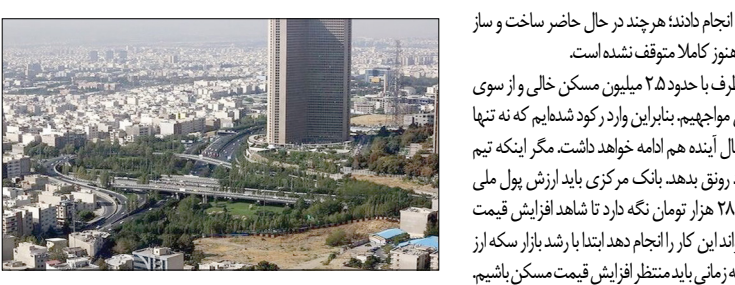 انجام دادند؛ هر چند در حال حاضر ساخت و ساز
هنوز کاملا متوقف نشده است.
طرف با حدود ۲.۵ میلیون مسکن خالی و از سوی
مواجهیم. بنابراین وارد رکود شده‌ایم که نه تنها
آینده هم ادامه خواهد داشت. مگر اینکه تیم
رونق بدهد. بانک مرکزی باید ارزش پول ملی
۲۸ هزار تومان نگه دارد تا شاهد افزایش قیمت
این کار را انجام دهد ابتدا با رشد بازار سکه ارز
زمانی باید منتظر افزایش قیمت مسکن باشیم.